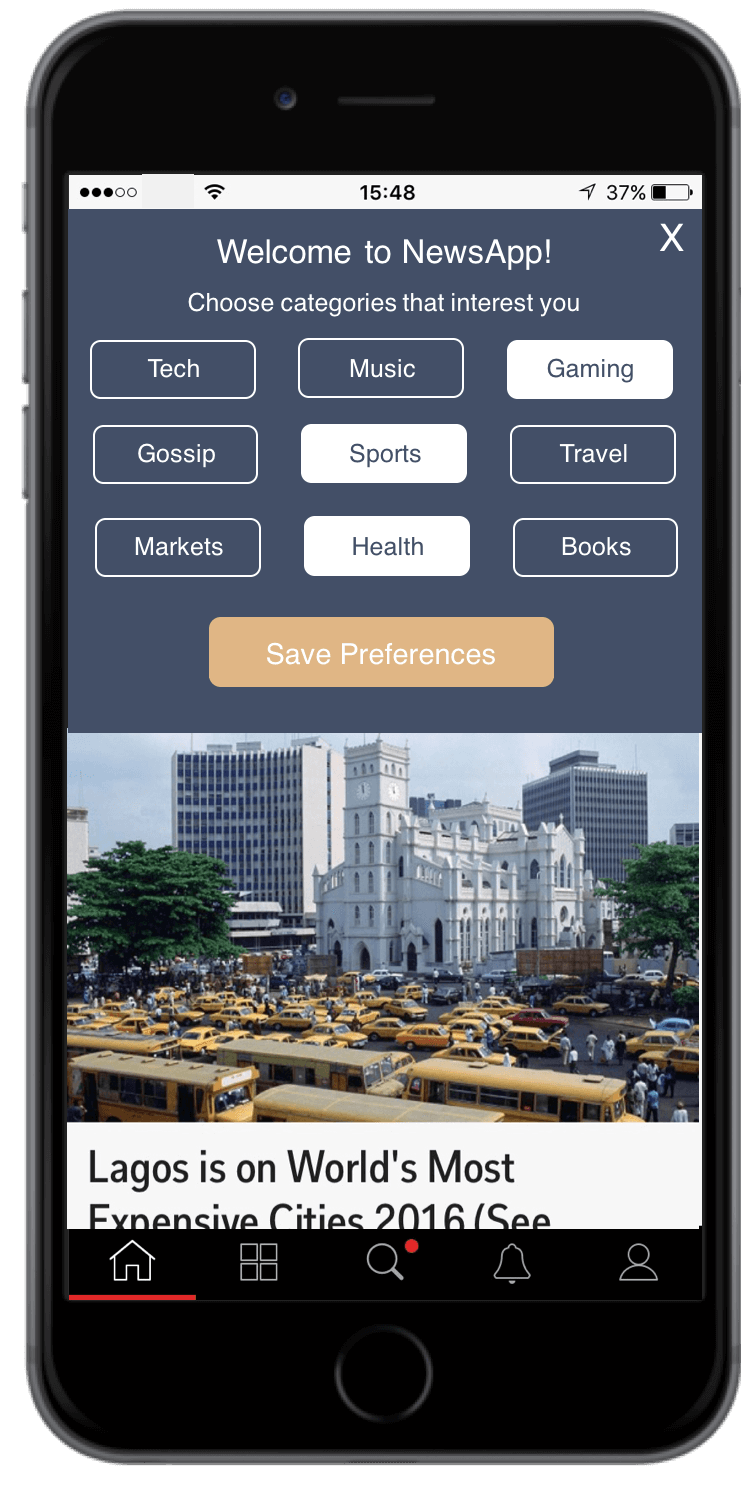 15:48
37%
X
Welcome to NewsApp!
Choose categories that interest you
Tech Music Gaming
Gossip Sports Travel
Markets Health Books
Save Preferences
Lagos is on World's Most
Expensive Cities 2016 (See